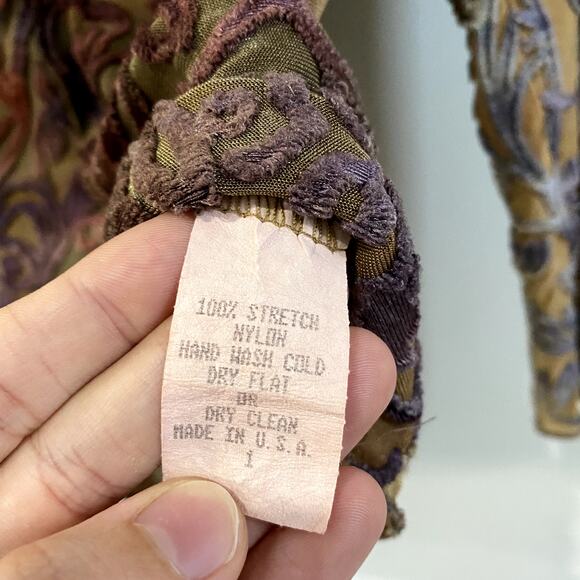 100% STRETCH
NYLON
HAND WASH COLD
DRY FLAT
OR
DRY CLEAN
MADE IN U.S.A.
1